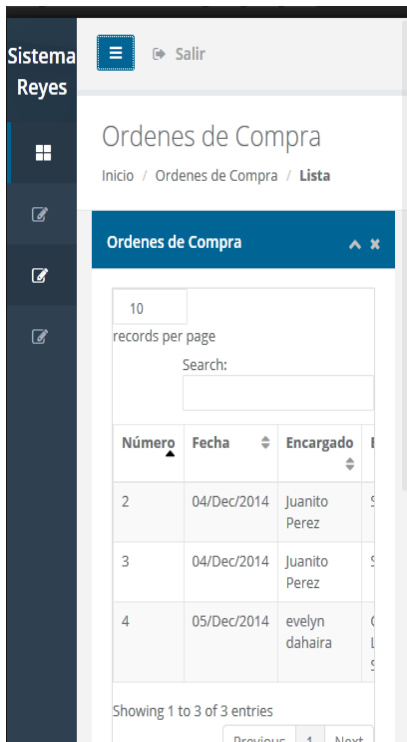 Sistema
Reyes
Salir
Ordenes de Compra
Inicio / Ordenes de Compra / Lista
Ordenes de Compra
10
records per page
Search:
Número Fecha Encargado
2 04/Dec/2014 Juanito
Perez
3 04/Dec/2014 Juanito
Perez
4 05/Dec/2014 evelyn
dahaira
Showing 1 to 3 of 3 entries
Previous 1 Next